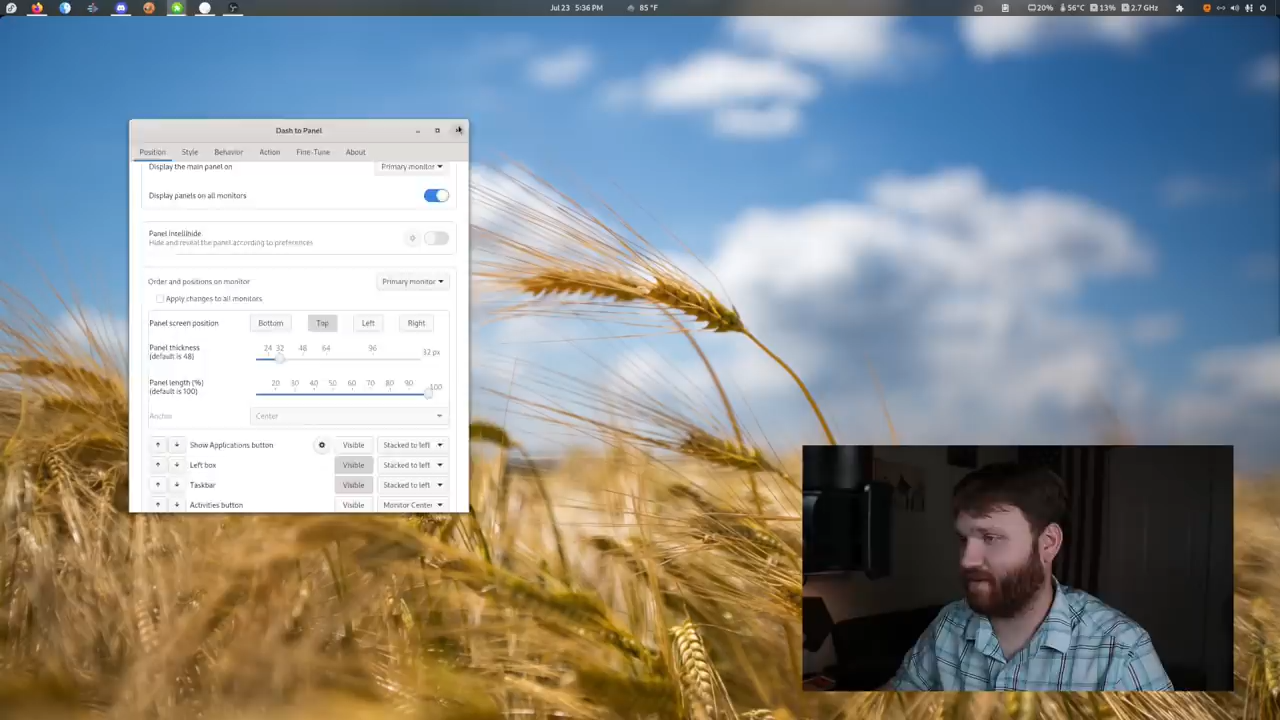 Jul 23 5:36 PM 85 °F 20% 56°C 13% 2.7 GHz
Dash to Panel
Position Style Behavior Action Fine-Tune About
Display the main panel on Primary monitor
Display panels on all monitors
Panel Intellihide
Hide and reveal the panel according to preferences
Order and positions on monitor Primary monitor
Apply changes to all monitors
Panel screen position Bottom Top Left Right
Panel thickness
(default is 48)
24 32 48 64 96
32 px
Panel length (%)
(default is 100)
20 30 40 50 60 70 80 90
100
Anchor Center
Show Applications button Visible Stacked to left
Left box Visible Stacked to left
Taskbar Visible Stacked to left
Activities button Visible Monitor Center